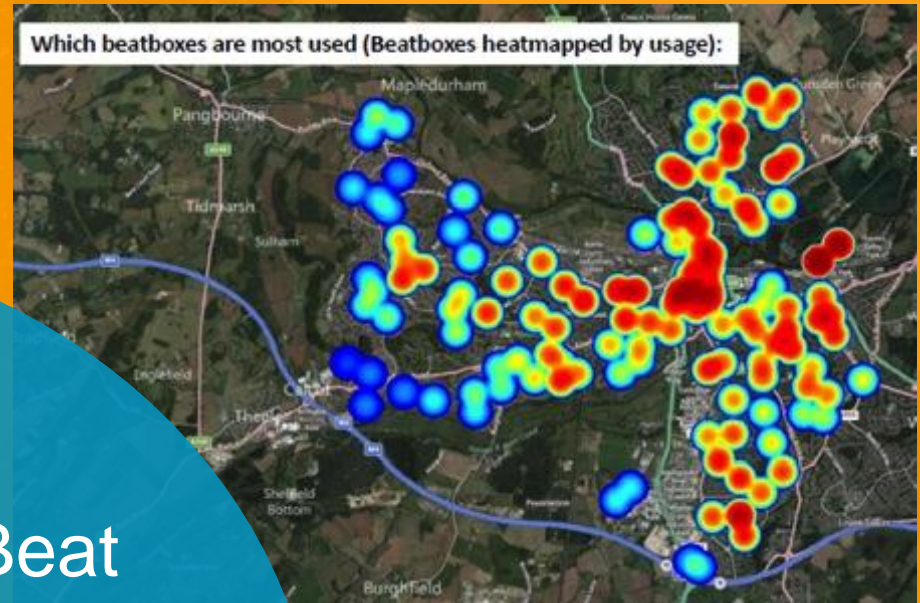 Which beatboxes are most used (Beatboxes heatmapped by usage):
Mapledurham
Pangbourne
Tidmarsh
Sulham
Englefield
Theale
Sheffield
Bottom
Burghfield
Beat